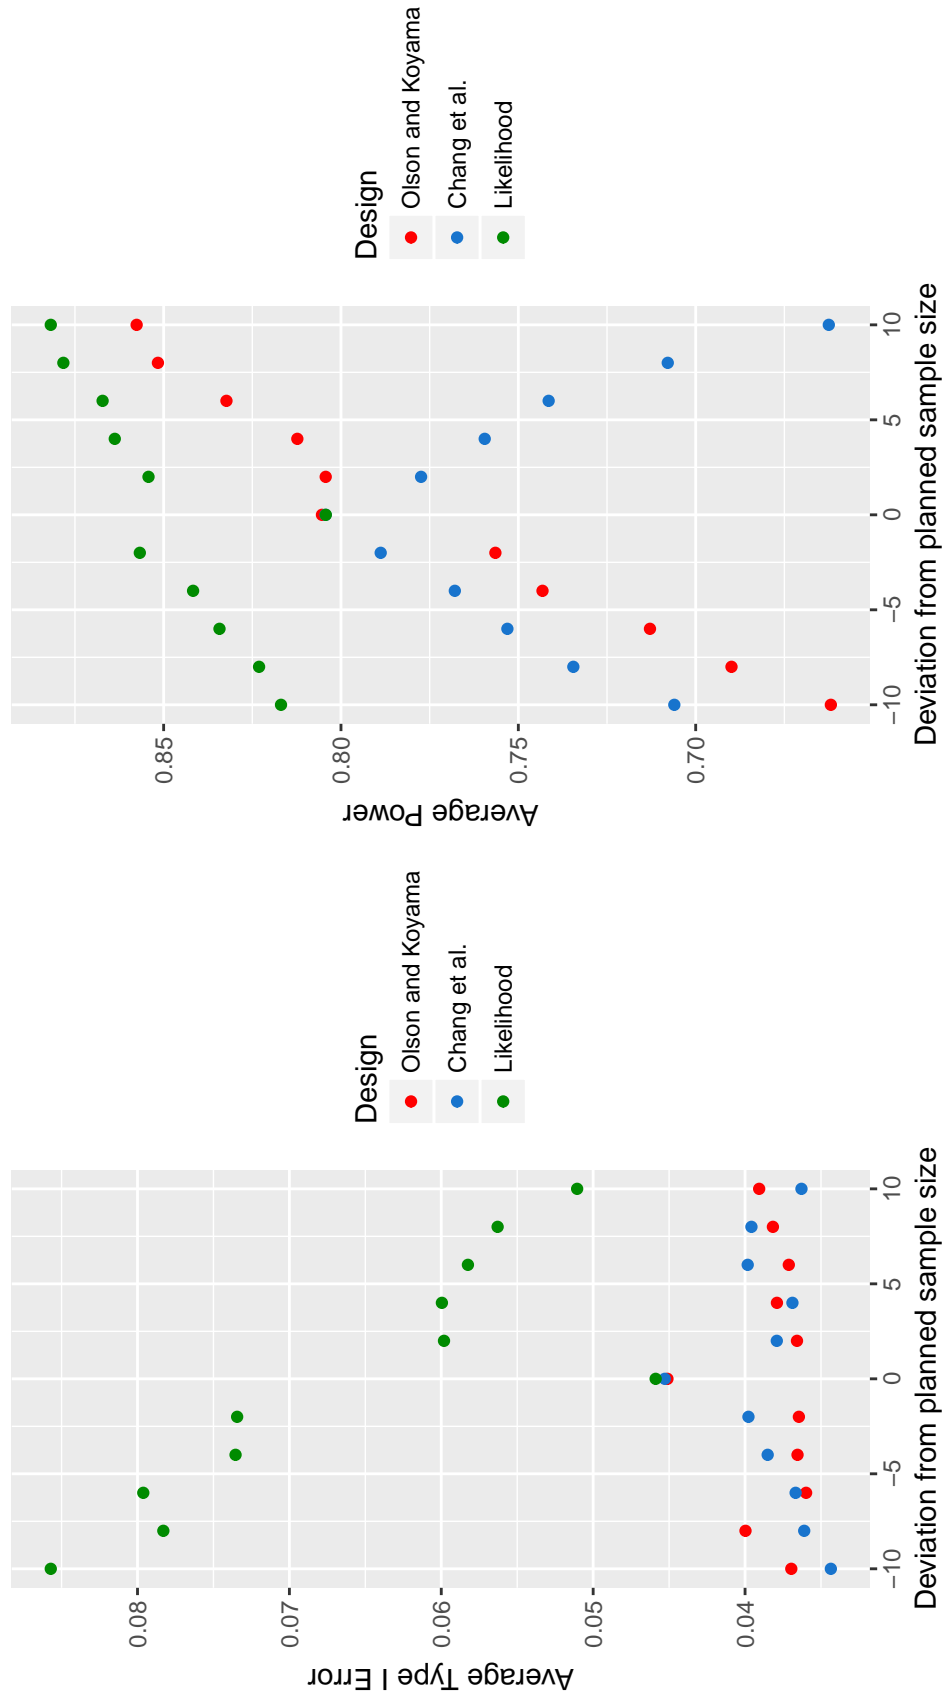 Average Type I Error
0.08
0.07
0.06
0.05
0.04
−10
−5
0
5
10
Deviation from planned sample size
Design
Olson and Koyama
Chang et al.
Likelihood
Average Power
0.85
0.80
0.75
0.70
−10
−5
0
5
10
Deviation from planned sample size
Design
Olson and Koyama
Chang et al.
Likelihood